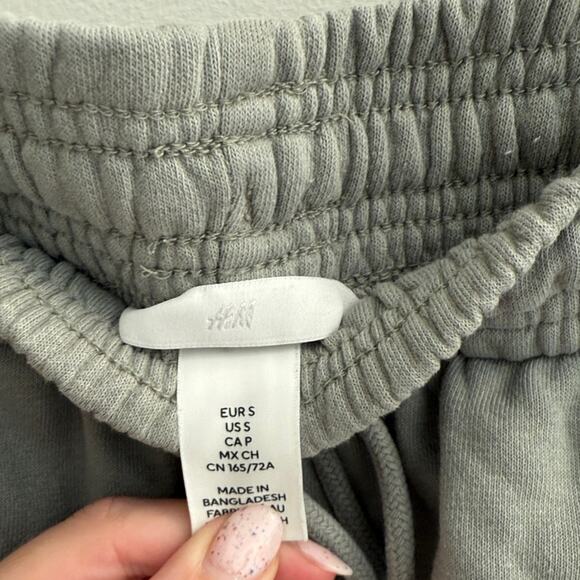 H&M
EUR S
US S
CA P
MX CH
CN 165/72A
MADE IN
BANGLADESH